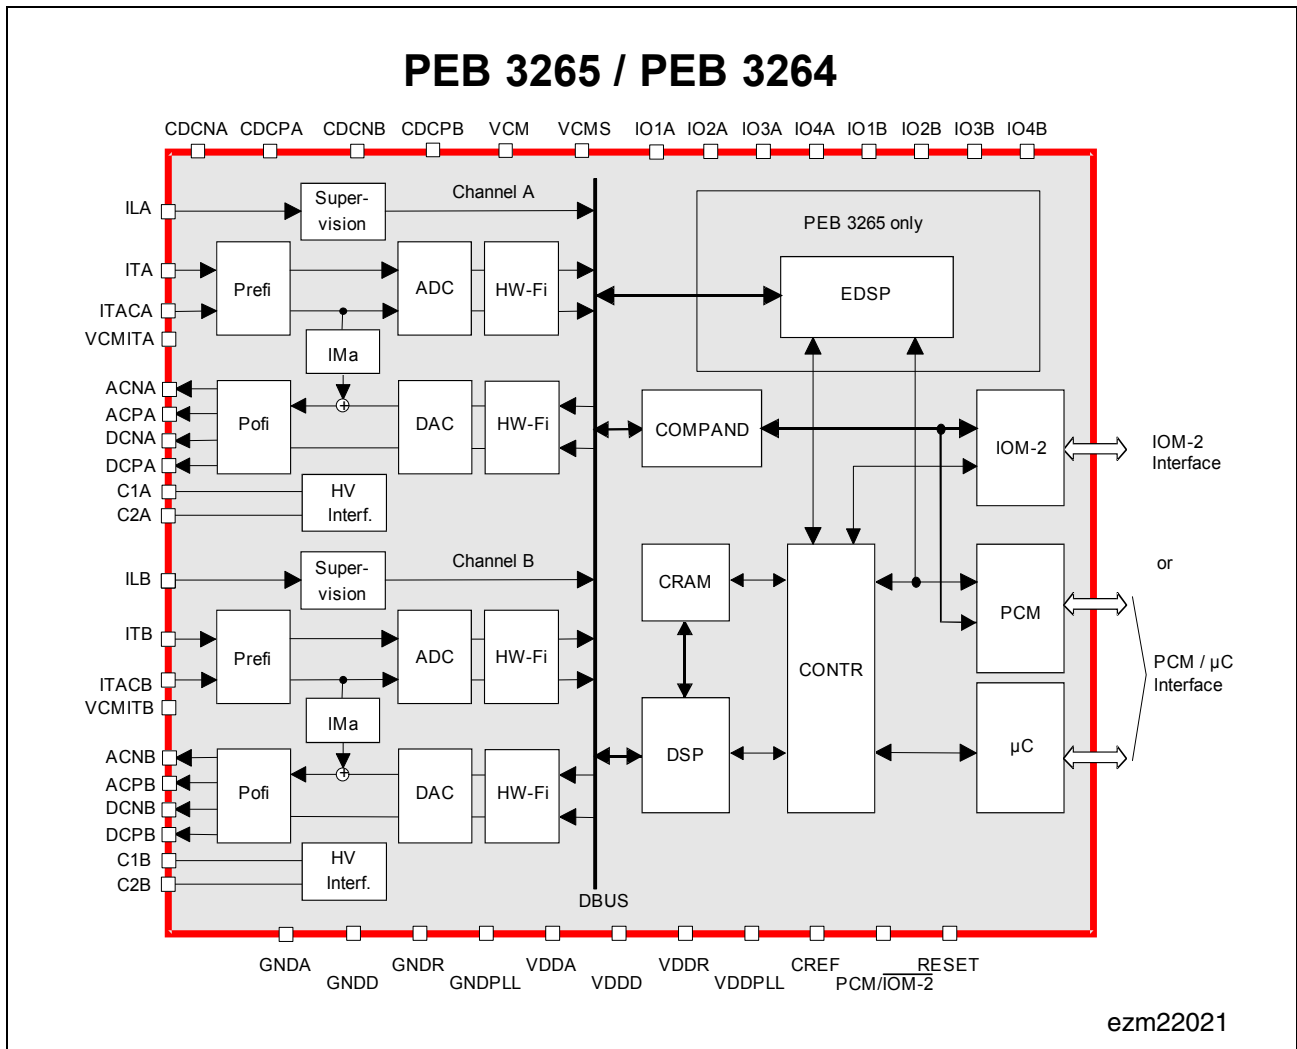 PEB 3265 / PEB 3264
CDCNA CDCPA CDCNB CDCPB VCM VCMS IO1A IO2A IO3A IO4A IO1B IO2B IO3B IO4B
ILA
Super-
vision
Channel A
PEB 3265 only
ITA
Prefi
ADC
HW-Fi
EDSP
ITACA
VCMITA
IMa
ACNA
ACPA
Pofi
+
DAC
HW-Fi
COMPAND
IOM-2
IOM-2
Interface
DCNA
DCPA
C1A
HV
Interf.
C2A
ILB
Super-
vision
Channel B
CRAM
or
ITB
Prefi
ADC
HW-Fi
CONTR
PCM
PCM / µC
Interface
ITACB
VCMITB
IMa
DSP
µC
ACNB
ACPB
Pofi
+
DAC
HW-Fi
DCNB
DCPB
C1B
HV
Interf.
C2B
DBUS
GNDA GNDR VDDA VDDR CREF RESET
GNDD GNDPLL VDDD VDDPLL PCM/IOM-2
ezm22021